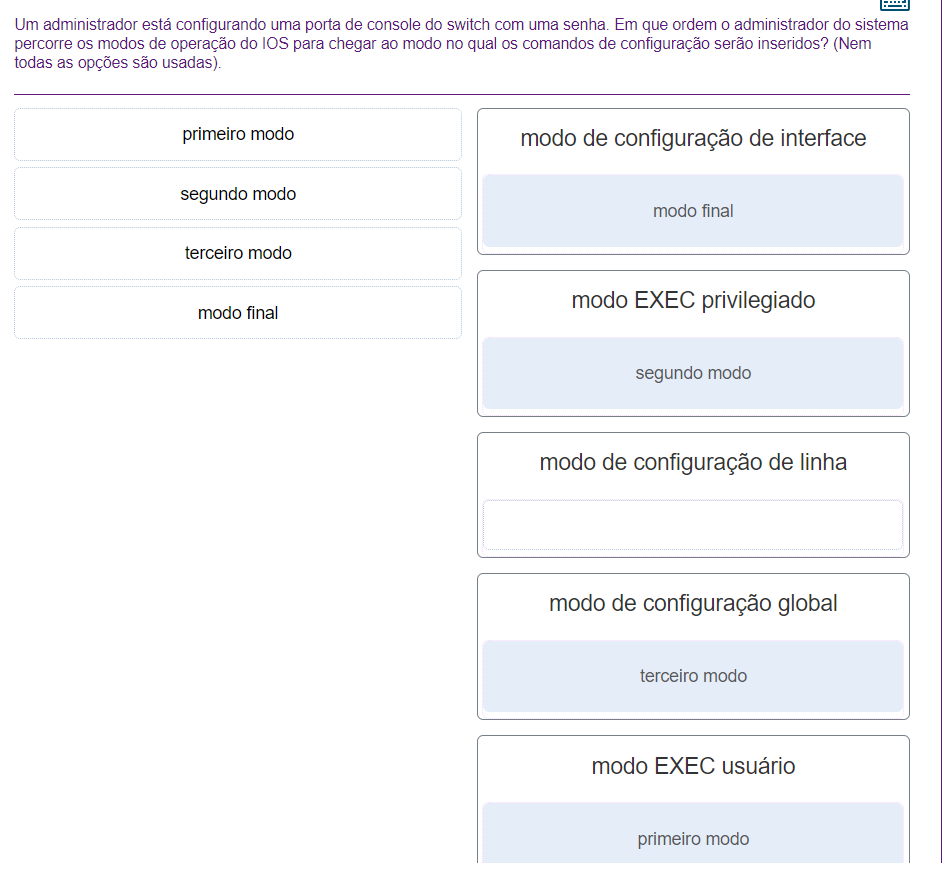 Um administrador está configurando uma porta de console do switch com uma senha. Em que ordem o administrador do sistema
percorre os modos de operação do IOS para chegar ao modo no qual os comandos de configuração serão inseridos? (Nem
todas as opções são usadas).
primeiro modo
segundo modo
terceiro modo
modo final
modo de configuração de interface
modo final
modo EXEC privilegiado
segundo modo
modo de configuração de linha
modo de configuração global
terceiro modo
modo EXEC usuário
primeiro modo